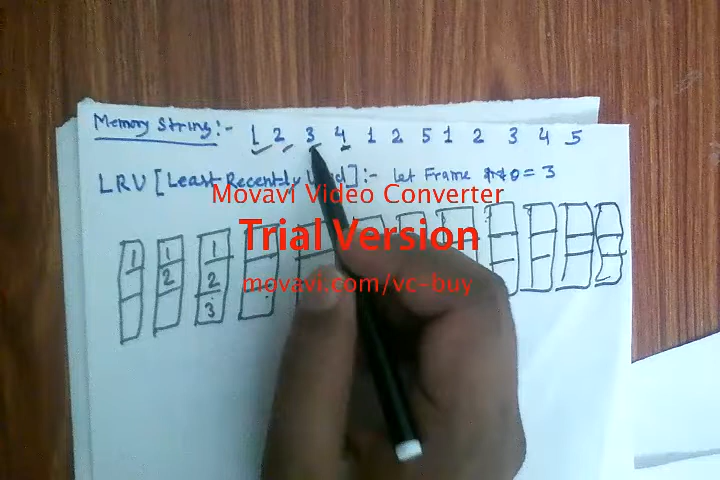 Memory String:- 1 2 3 4 1 2 5 1 2 3 4 5
LRU [Least Recently Used]:- let Frame no = 3
Movavi Video Converter
Trial Version
movavi.com/vc-buy
1 1 1
2 2
3